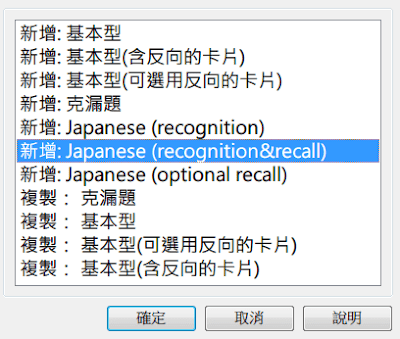 新增: 基本型
新增: 基本型(含反向的卡片)
新增: 基本型(可選用反向的卡片)
新增: 克漏題
新增: Japanese (recognition)
新增: Japanese (recognition&recall)
新增: Japanese (optional recall)
複製： 克漏題
複製： 基本型
複製： 基本型(可選用反向的卡片)
複製： 基本型(含反向的卡片)
確定 取消 說明